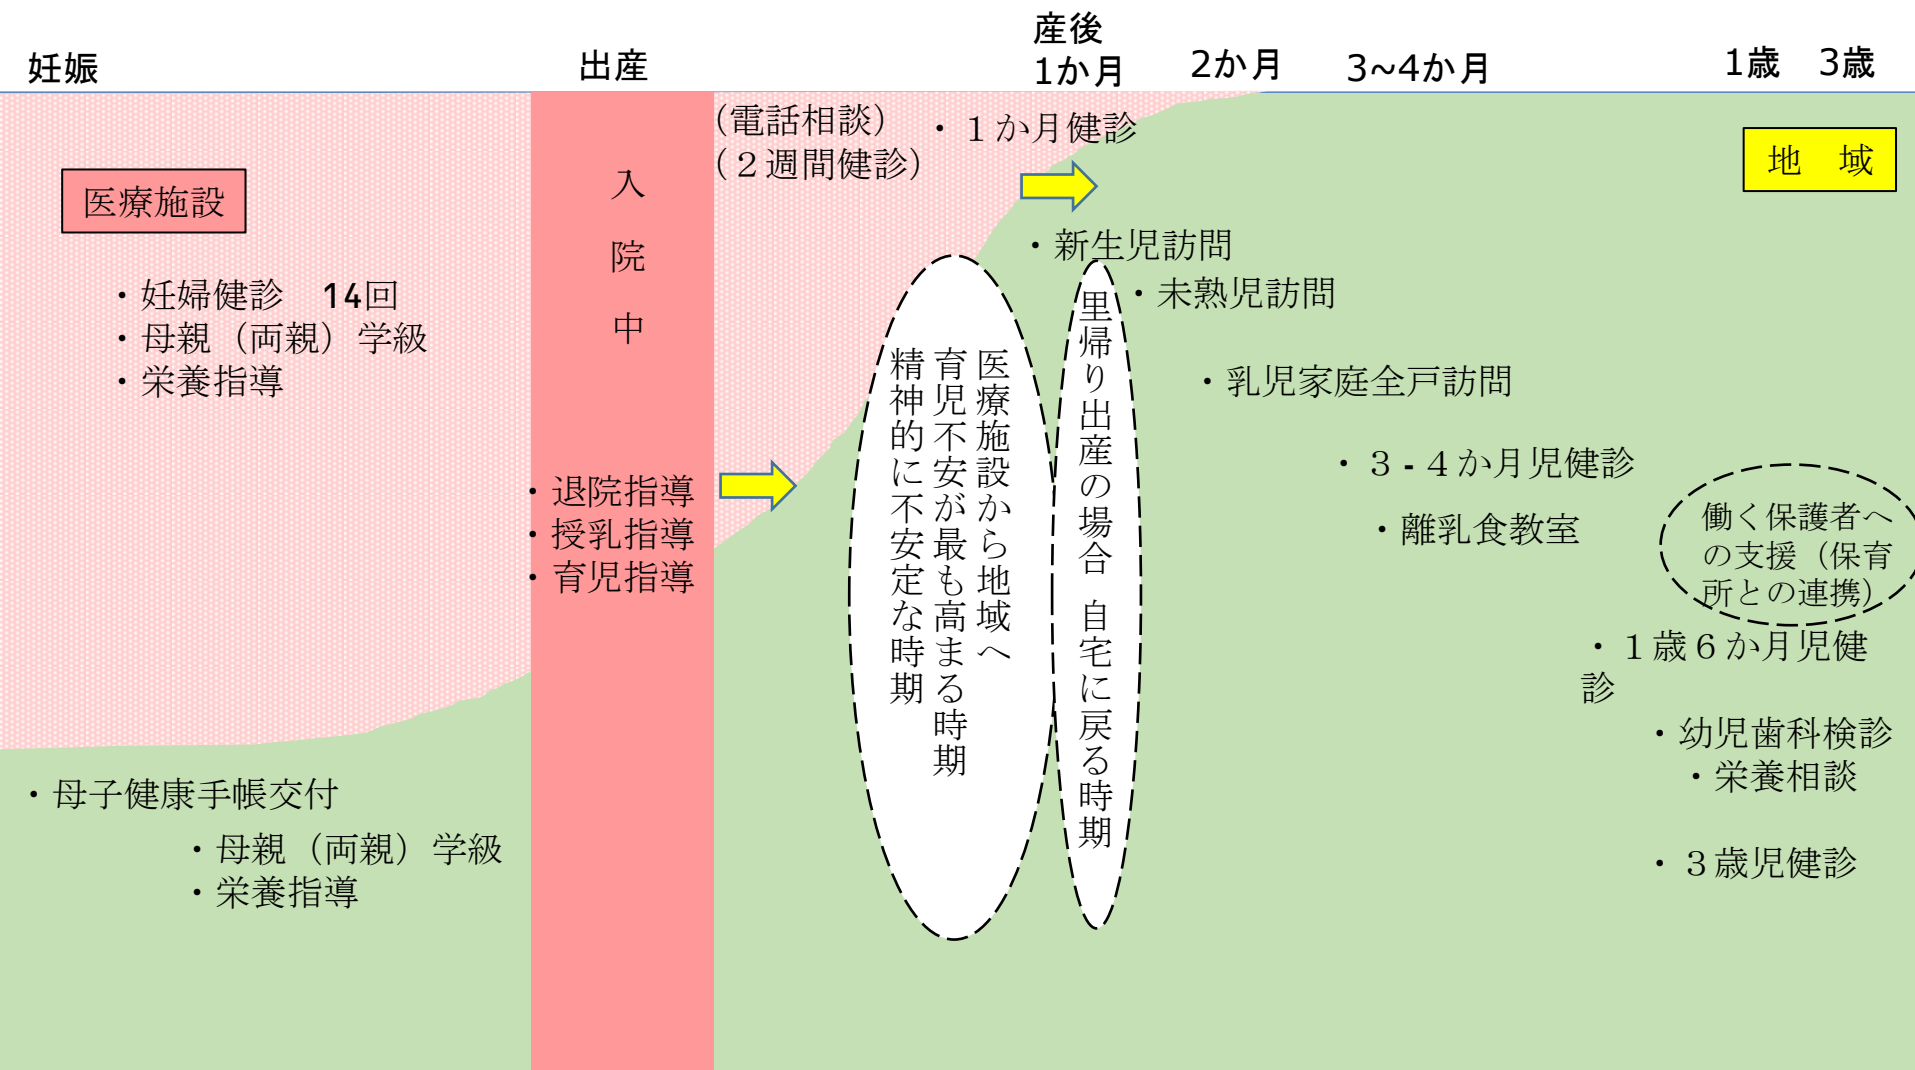 妊娠
出産
産後
1か月
2か月
3~4か月
1歳
3歳
医療施設
・妊婦健診　14回
・母親（両親）学級
・栄養指導
入
院
中
・退院指導
・授乳指導
・育児指導
（電話相談）
（２週間健診）
・１か月健診
地　域
・新生児訪問
・未熟児訪問
・乳児家庭全戸訪問
・３-４か月児健診
・離乳食教室
医療施設から地域へ
育児不安が最も高まる時期
精神的に不安定な時期
里帰り出産の場合 自宅に戻る時期
働く保護者へ
の支援（保育
所との連携）
・１歳６か月児健
診
・幼児歯科検診
・栄養相談
・３歳児健診
・母子健康手帳交付
・母親（両親）学級
・栄養指導